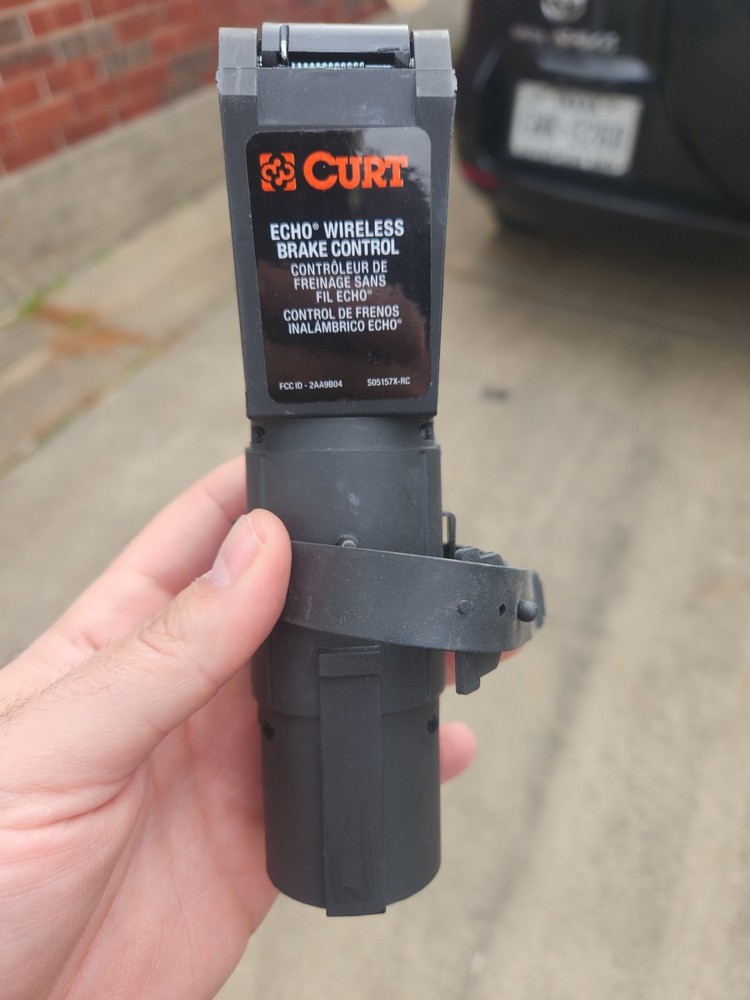 CURT
ECHO® WIRELESS
BRAKE CONTROL
CONTRÔLEUR DE
FREINAGE SANS
FIL ECHO®
CONTROL DE FRENOS
INALÁMBRICO ECHO®
FCC ID - 2AA9B04 S05157X-RC